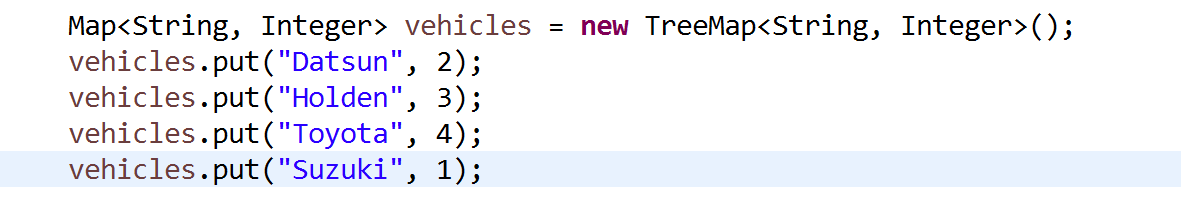 Map<String, Integer> vehicles = new TreeMap<String, Integer>();
vehicles.put("Datsun", 2);
vehicles.put("Holden", 3);
vehicles.put("Toyota", 4);
vehicles.put("Suzuki", 1);